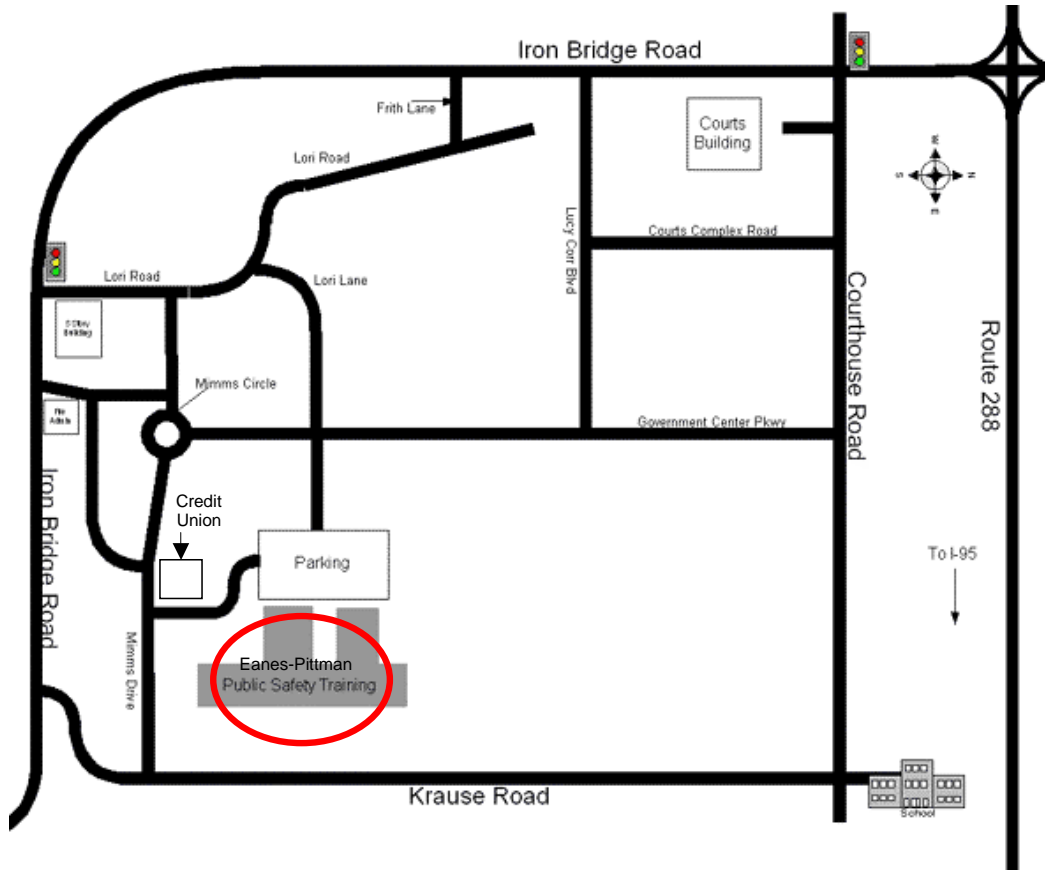 Iron Bridge Road
Frith Lane
Courts
Building
Lori Road
W
S
N
E
Lucy Corr Blvd
Courts Complex Road
Lori Road
Lori Lane
Courthouse Road
Route 288
Building
Mimms Circle
Government Center Pkwy
Iron Bridge Road
Credit
Union
Parking
To I-95
Mimms Drive
Eanes-Pittman
Public Safety Training
Krause Road
School